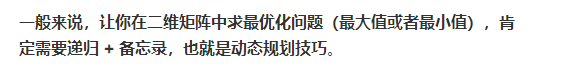 一般来说，让你在二维矩阵中求最优化问题（最大值或者最小值），肯
定需要递归 + 备忘录，也就是动态规划技巧。